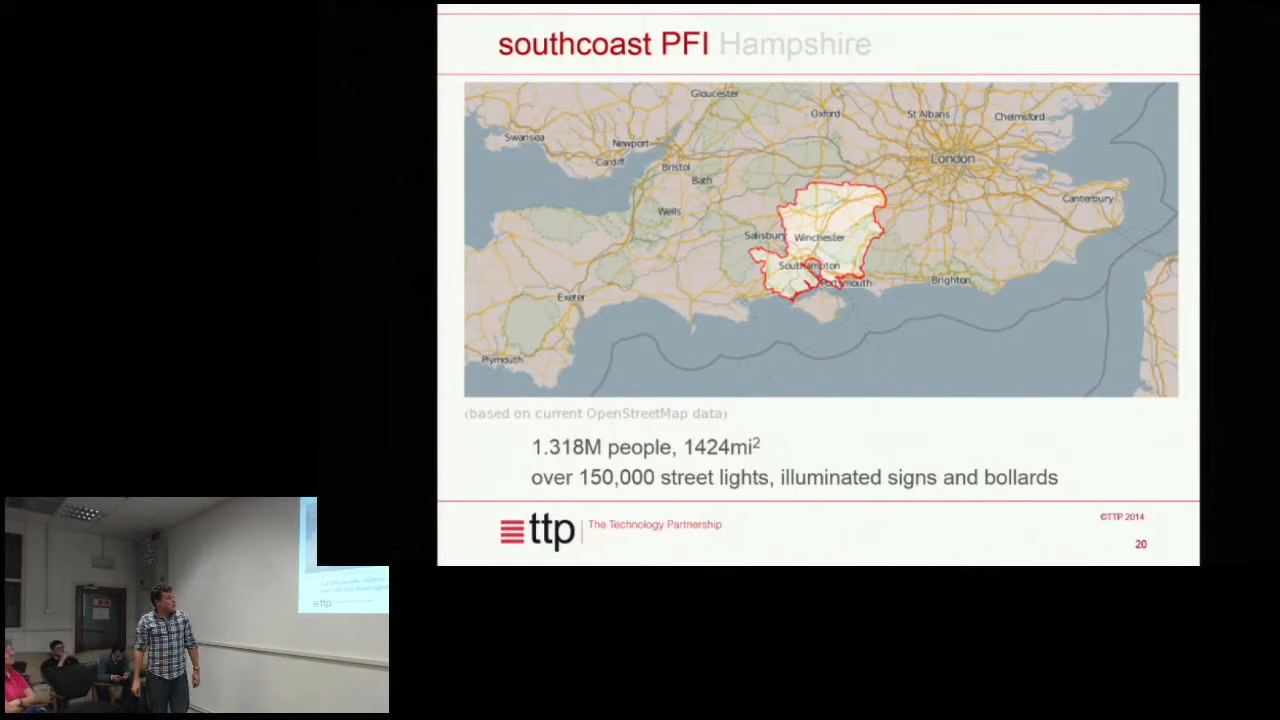 southcoast PFI Hampshire
Gloucester
Oxford
St Albans
Chelmsford
Swansea
Newport
Cardiff
Bristol
London
Bath
Canterbury
Wells
Salisbury
Winchester
Southampton
Portsmouth
Brighton
Exeter
Plymouth
(based on current OpenStreetMap data)
1.318M people, 1424mi²
over 150,000 street lights, illuminated signs and bollards
ttp The Technology Partnership
©TTP 2014
20
ttp